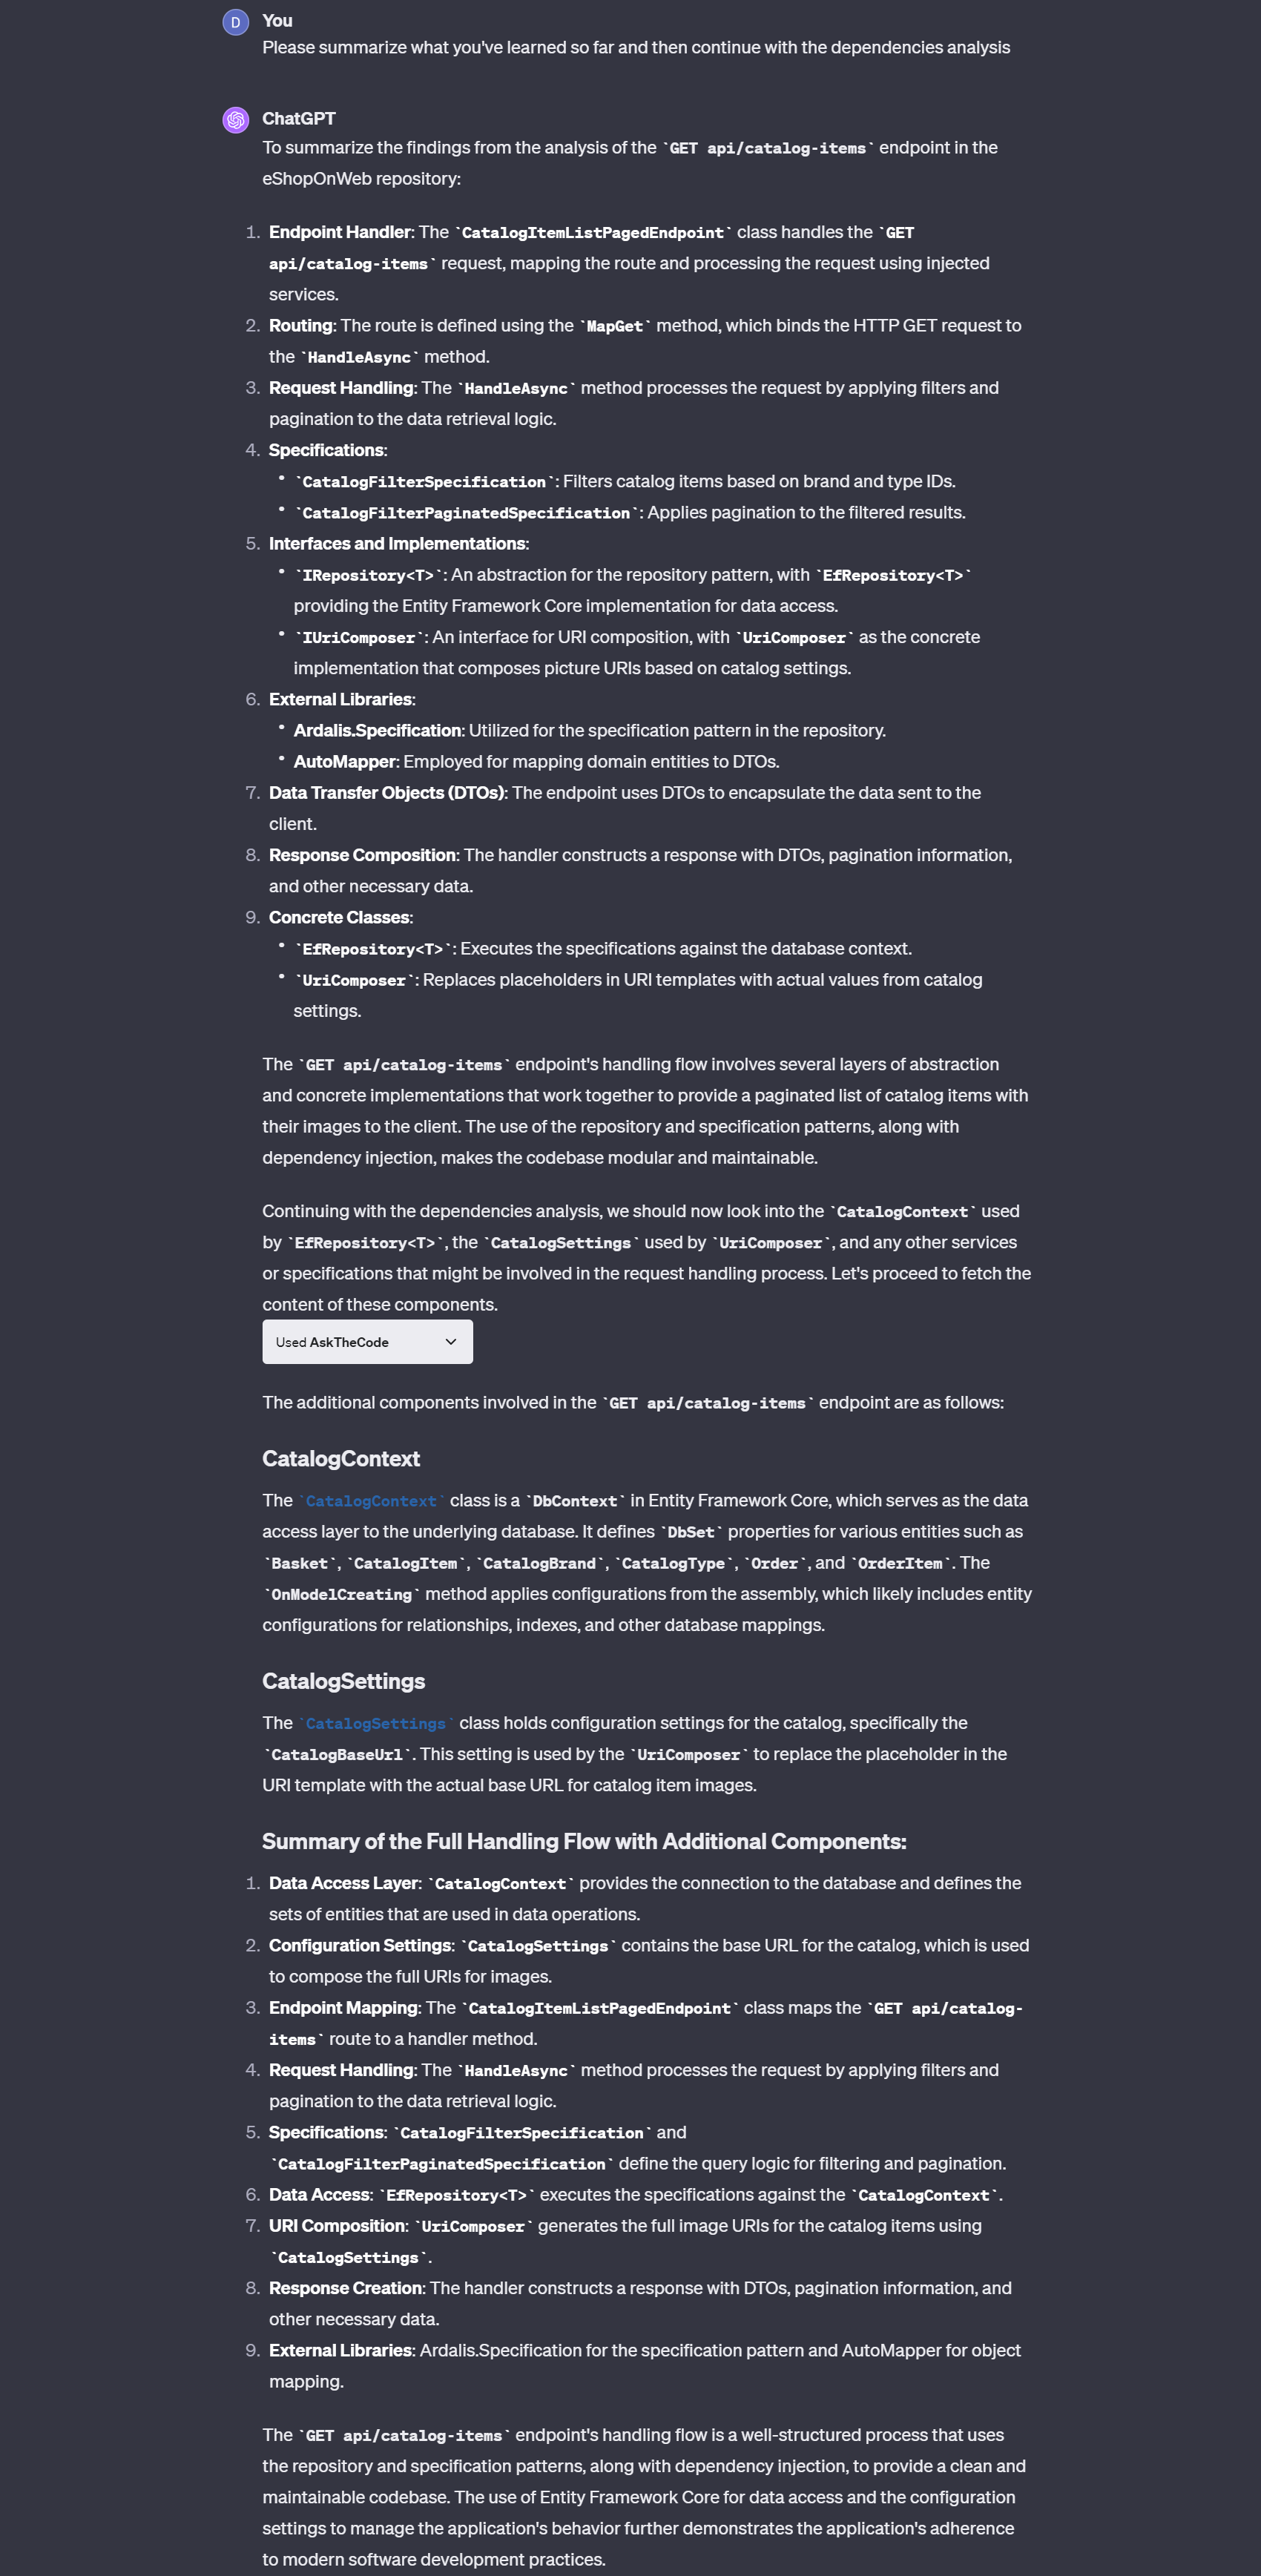 D
You
Please summarize what you've learned so far and then continue with the dependencies analysis
ChatGPT
To summarize the findings from the analysis of the `GET api/catalog-items` endpoint in the
eShopOnWeb repository:
1. Endpoint Handler: The `CatalogItemListPagedEndpoint` class handles the `GET
api/catalog-items` request, mapping the route and processing the request using injected
services.
2. Routing: The route is defined using the `MapGet` method, which binds the HTTP GET request to
the `HandleAsync` method.
3. Request Handling: The `HandleAsync` method processes the request by applying filters and
pagination to the data retrieval logic.
4. Specifications:
• `CatalogFilterSpecification`: Filters catalog items based on brand and type IDs.
• `CatalogFilterPaginatedSpecification`: Applies pagination to the filtered results.
5. Interfaces and Implementations:
• `IRepository<T>`: An abstraction for the repository pattern, with `EfRepository<T>`
providing the Entity Framework Core implementation for data access.
• `IUriComposer`: An interface for URI composition, with `UriComposer` as the concrete
implementation that composes picture URIs based on catalog settings.
6. External Libraries:
• Ardalis.Specification: Utilized for the specification pattern in the repository.
• AutoMapper: Employed for mapping domain entities to DTOs.
7. Data Transfer Objects (DTOs): The endpoint uses DTOs to encapsulate the data sent to the
client.
8. Response Composition: The handler constructs a response with DTOs, pagination information,
and other necessary data.
9. Concrete Classes:
• `EfRepository<T>`: Executes the specifications against the database context.
• `UriComposer`: Replaces placeholders in URI templates with actual values from catalog
settings.
The `GET api/catalog-items` endpoint's handling flow involves several layers of abstraction
and concrete implementations that work together to provide a paginated list of catalog items with
their images to the client. The use of the repository and specification patterns, along with
dependency injection, makes the codebase modular and maintainable.
Continuing with the dependencies analysis, we should now look into the `CatalogContext` used
by `EfRepository<T>`, the `CatalogSettings` used by `UriComposer`, and any other services
or specifications that might be involved in the request handling process. Let's proceed to fetch the
content of these components.
Used AskTheCode
The additional components involved in the `GET api/catalog-items` endpoint are as follows:
CatalogContext
The `CatalogContext` class is a `DbContext` in Entity Framework Core, which serves as the data
access layer to the underlying database. It defines `DbSet` properties for various entities such as
`Basket`, `CatalogItem`, `CatalogBrand`, `CatalogType`, `Order`, and `OrderItem`. The
`OnModelCreating` method applies configurations from the assembly, which likely includes entity
configurations for relationships, indexes, and other database mappings.
CatalogSettings
The `CatalogSettings` class holds configuration settings for the catalog, specifically the
`CatalogBaseUrl`. This setting is used by the `UriComposer` to replace the placeholder in the
URI template with the actual base URL for catalog item images.
Summary of the Full Handling Flow with Additional Components:
1. Data Access Layer: `CatalogContext` provides the connection to the database and defines the
sets of entities that are used in data operations.
2. Configuration Settings: `CatalogSettings` contains the base URL for the catalog, which is used
to compose the full URIs for images.
3. Endpoint Mapping: The `CatalogItemListPagedEndpoint` class maps the `GET api/catalog-
items` route to a handler method.
4. Request Handling: The `HandleAsync` method processes the request by applying filters and
pagination to the data retrieval logic.
5. Specifications: `CatalogFilterSpecification` and
`CatalogFilterPaginatedSpecification` define the query logic for filtering and pagination.
6. Data Access: `EfRepository<T>` executes the specifications against the `CatalogContext`.
7. URI Composition: `UriComposer` generates the full image URIs for the catalog items using
`CatalogSettings`.
8. Response Creation: The handler constructs a response with DTOs, pagination information, and
other necessary data.
9. External Libraries: Ardalis.Specification for the specification pattern and AutoMapper for object
mapping.
The `GET api/catalog-items` endpoint's handling flow is a well-structured process that uses
the repository and specification patterns, along with dependency injection, to provide a clean and
maintainable codebase. The use of Entity Framework Core for data access and the configuration
settings to manage the application's behavior further demonstrates the application's adherence
to modern software development practices.